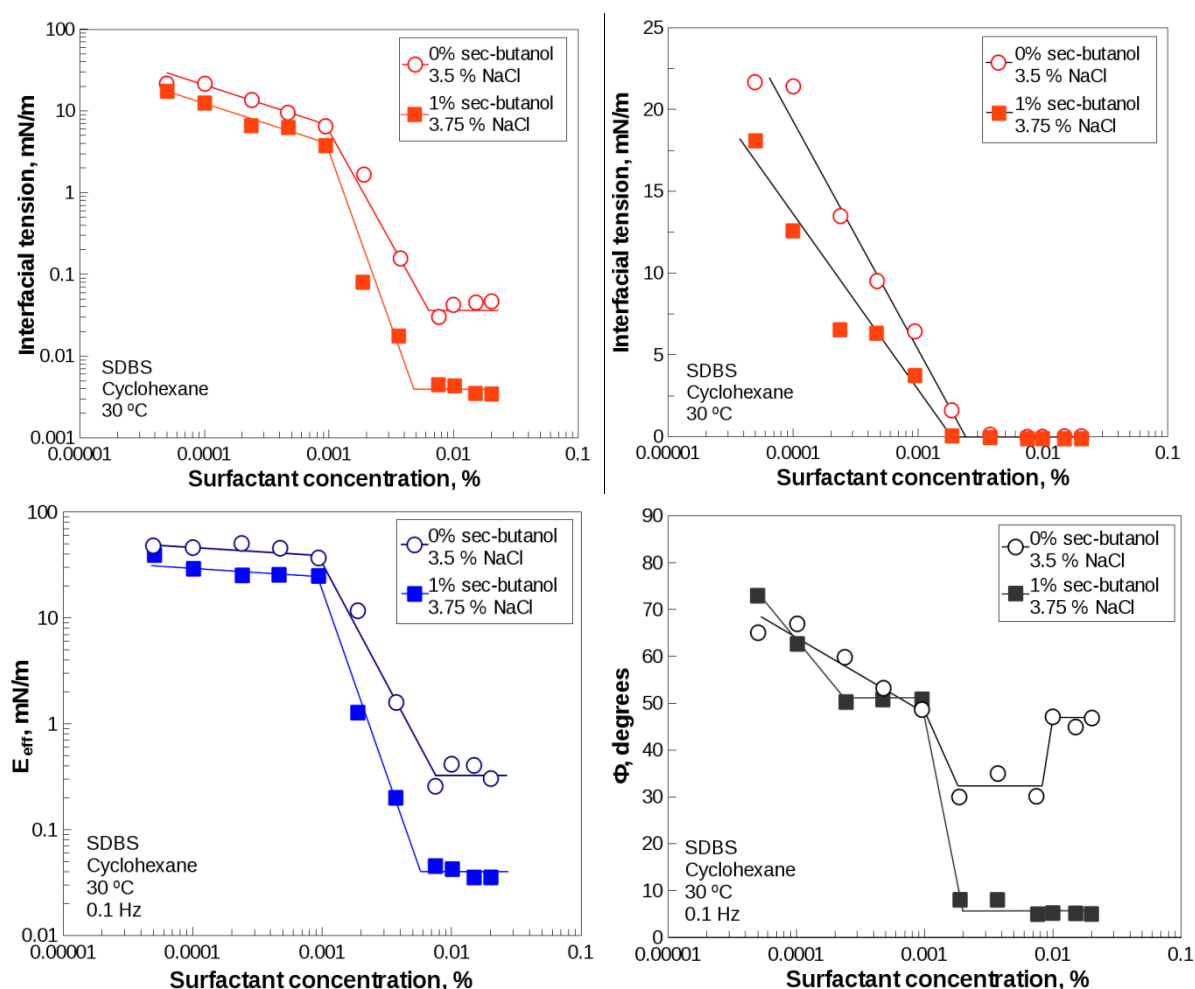 100
10
1
0.1
0.01
0.001
Interfacial tension, mN/m
0% sec-butanol
3.5 % NaCl
1% sec-butanol
3.75 % NaCl
SDBS
Cyclohexane
30 ºC
0.00001
0.0001
0.001
0.01
0.1
Surfactant concentration, %
25
20
15
10
5
0
Interfacial tension, mN/m
0% sec-butanol
3.5 % NaCl
1% sec-butanol
3.75 % NaCl
SDBS
Cyclohexane
30 ºC
0.00001
0.0001
0.001
0.01
0.1
Surfactant concentration, %
100
10
1
0.1
0.01
Eeff, mN/m
0% sec-butanol
3.5 % NaCl
1% sec-butanol
3.75 % NaCl
SDBS
Cyclohexane
30 ºC
0.1 Hz
0.00001
0.0001
0.001
0.01
0.1
Surfactant concentration, %
90
80
70
60
50
40
30
20
10
0
Φ, degrees
0% sec-butanol
3.5 % NaCl
1% sec-butanol
3.75 % NaCl
SDBS
Cyclohexane
30 ºC
0.1 Hz
0.00001
0.0001
0.001
0.01
0.1
Surfactant concentration, %